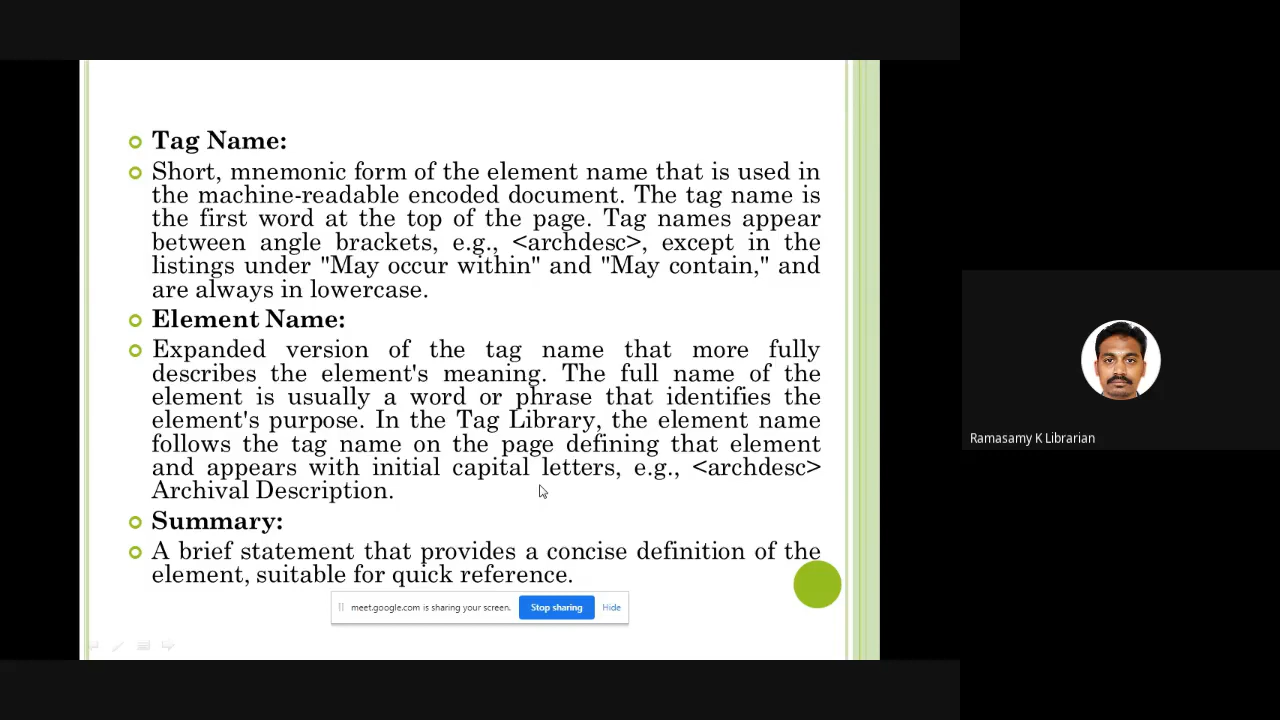 Tag Name:
Short, mnemonic form of the element name that is used in
the machine-readable encoded document. The tag name is
the first word at the top of the page. Tag names appear
between angle brackets, e.g., <archdesc>, except in the
listings under "May occur within" and "May contain," and
are always in lowercase.
Element Name:
Expanded version of the tag name that more fully
describes the element's meaning. The full name of the
element is usually a word or phrase that identifies the
element's purpose. In the Tag Library, the element name
follows the tag name on the page defining that element
and appears with initial capital letters, e.g., <archdesc>
Archival Description.
Summary:
A brief statement that provides a concise definition of the
element, suitable for quick reference.
meet.google.com is sharing your screen. Stop sharing Hide
Ramasamy K Librarian